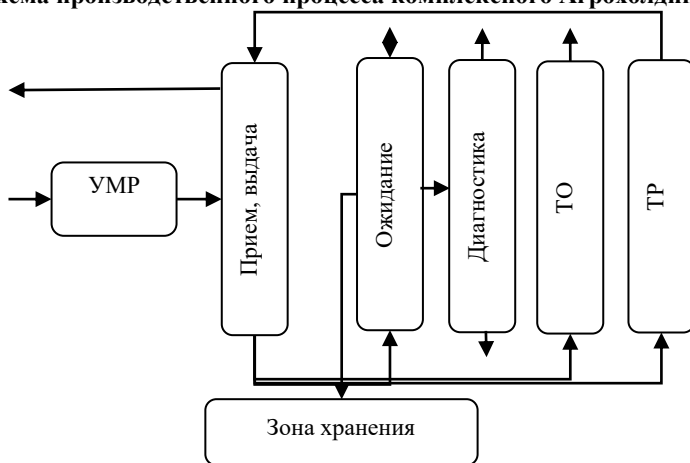 производственного процесса комплексного
УМР
Прием, выдача
Ожидание
Диагностика
ТО
ТР
Зона хранения